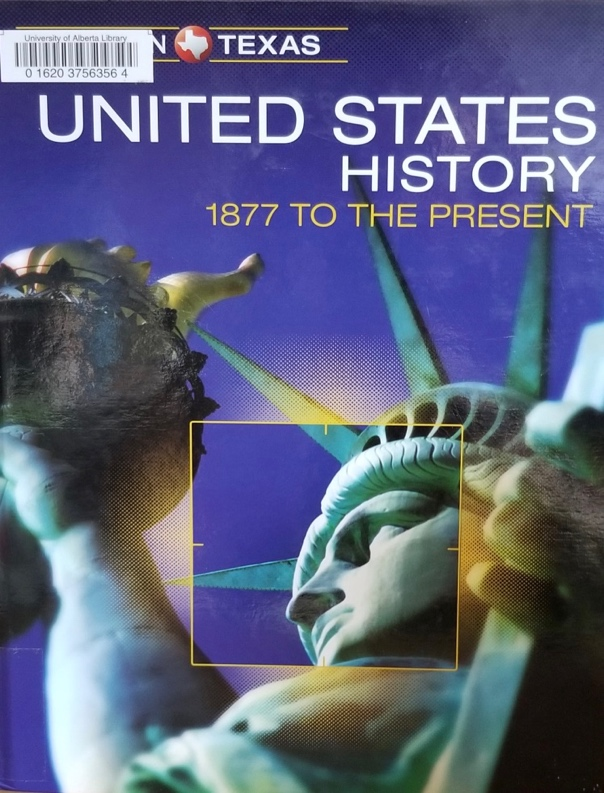 University of Alberta Library
0 1620 3756356 4
TEXAS
UNITED STATES
HISTORY
1877 TO THE PRESENT